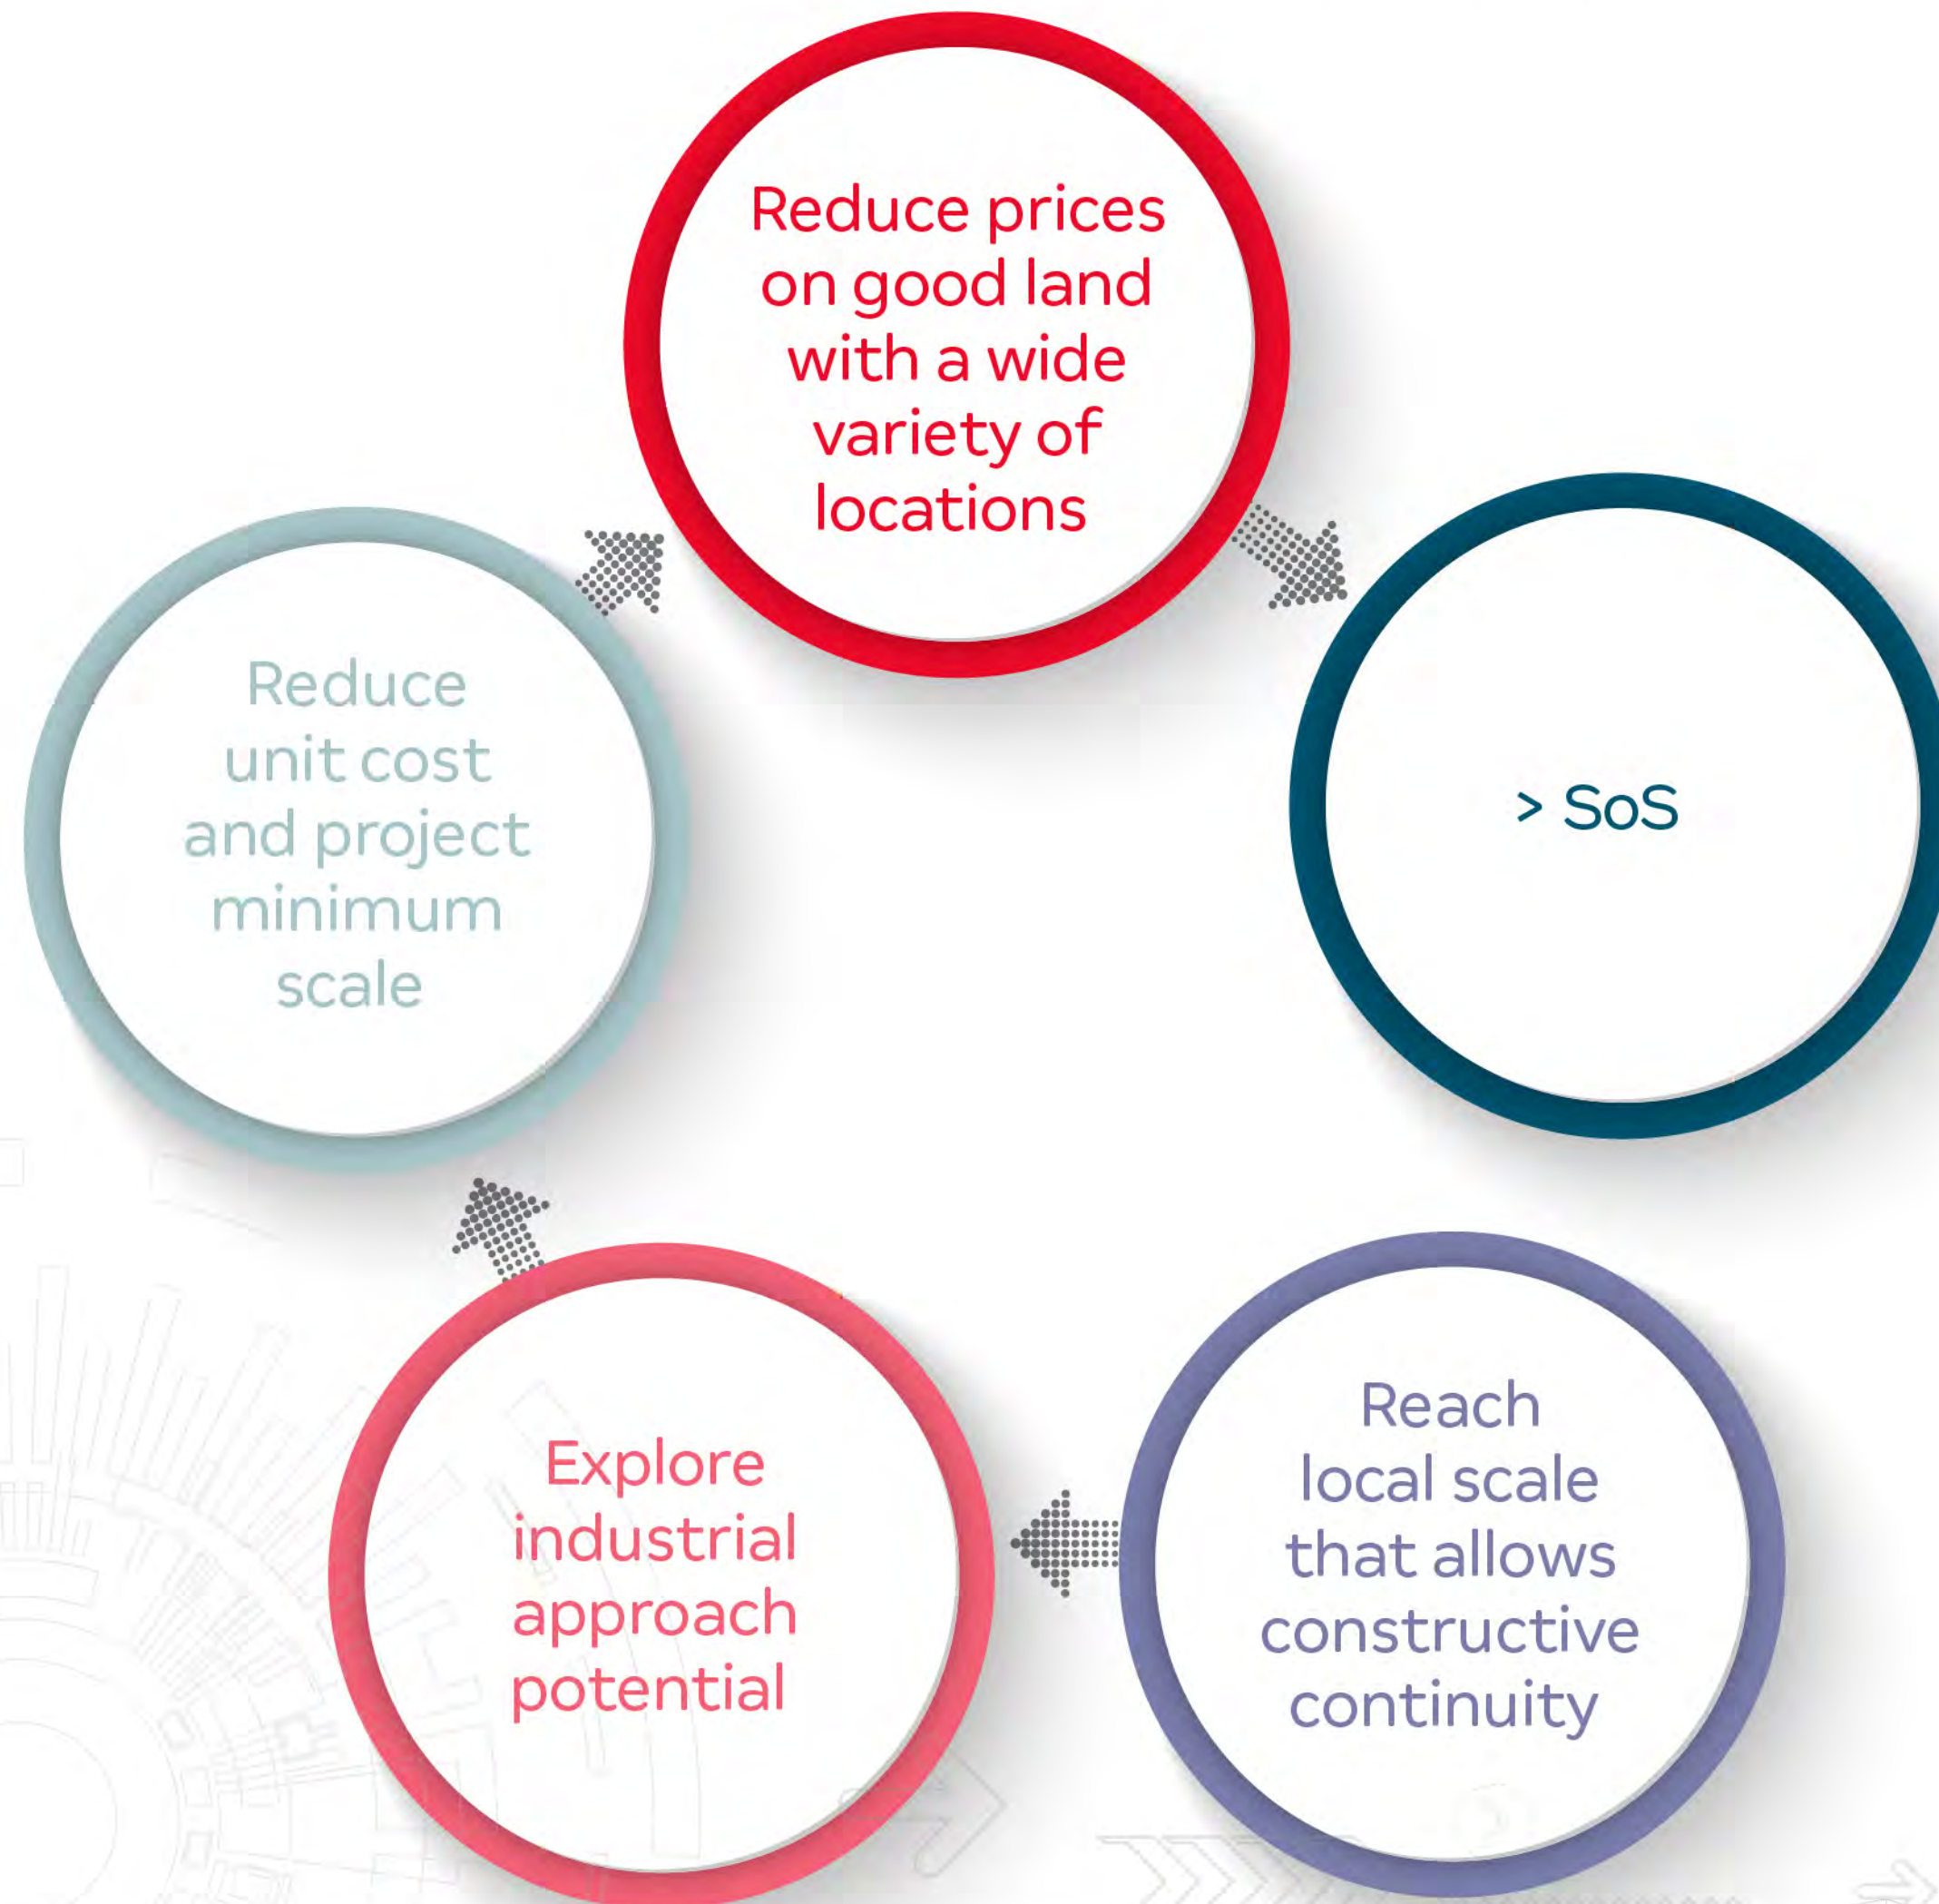 Reduce prices
on good land
with a wide
variety of
locations
> SoS
Reach
local scale
that allows
constructive
continuity
Explore
industrial
approach
potential
Reduce
unit cost
and project
minimum
scale